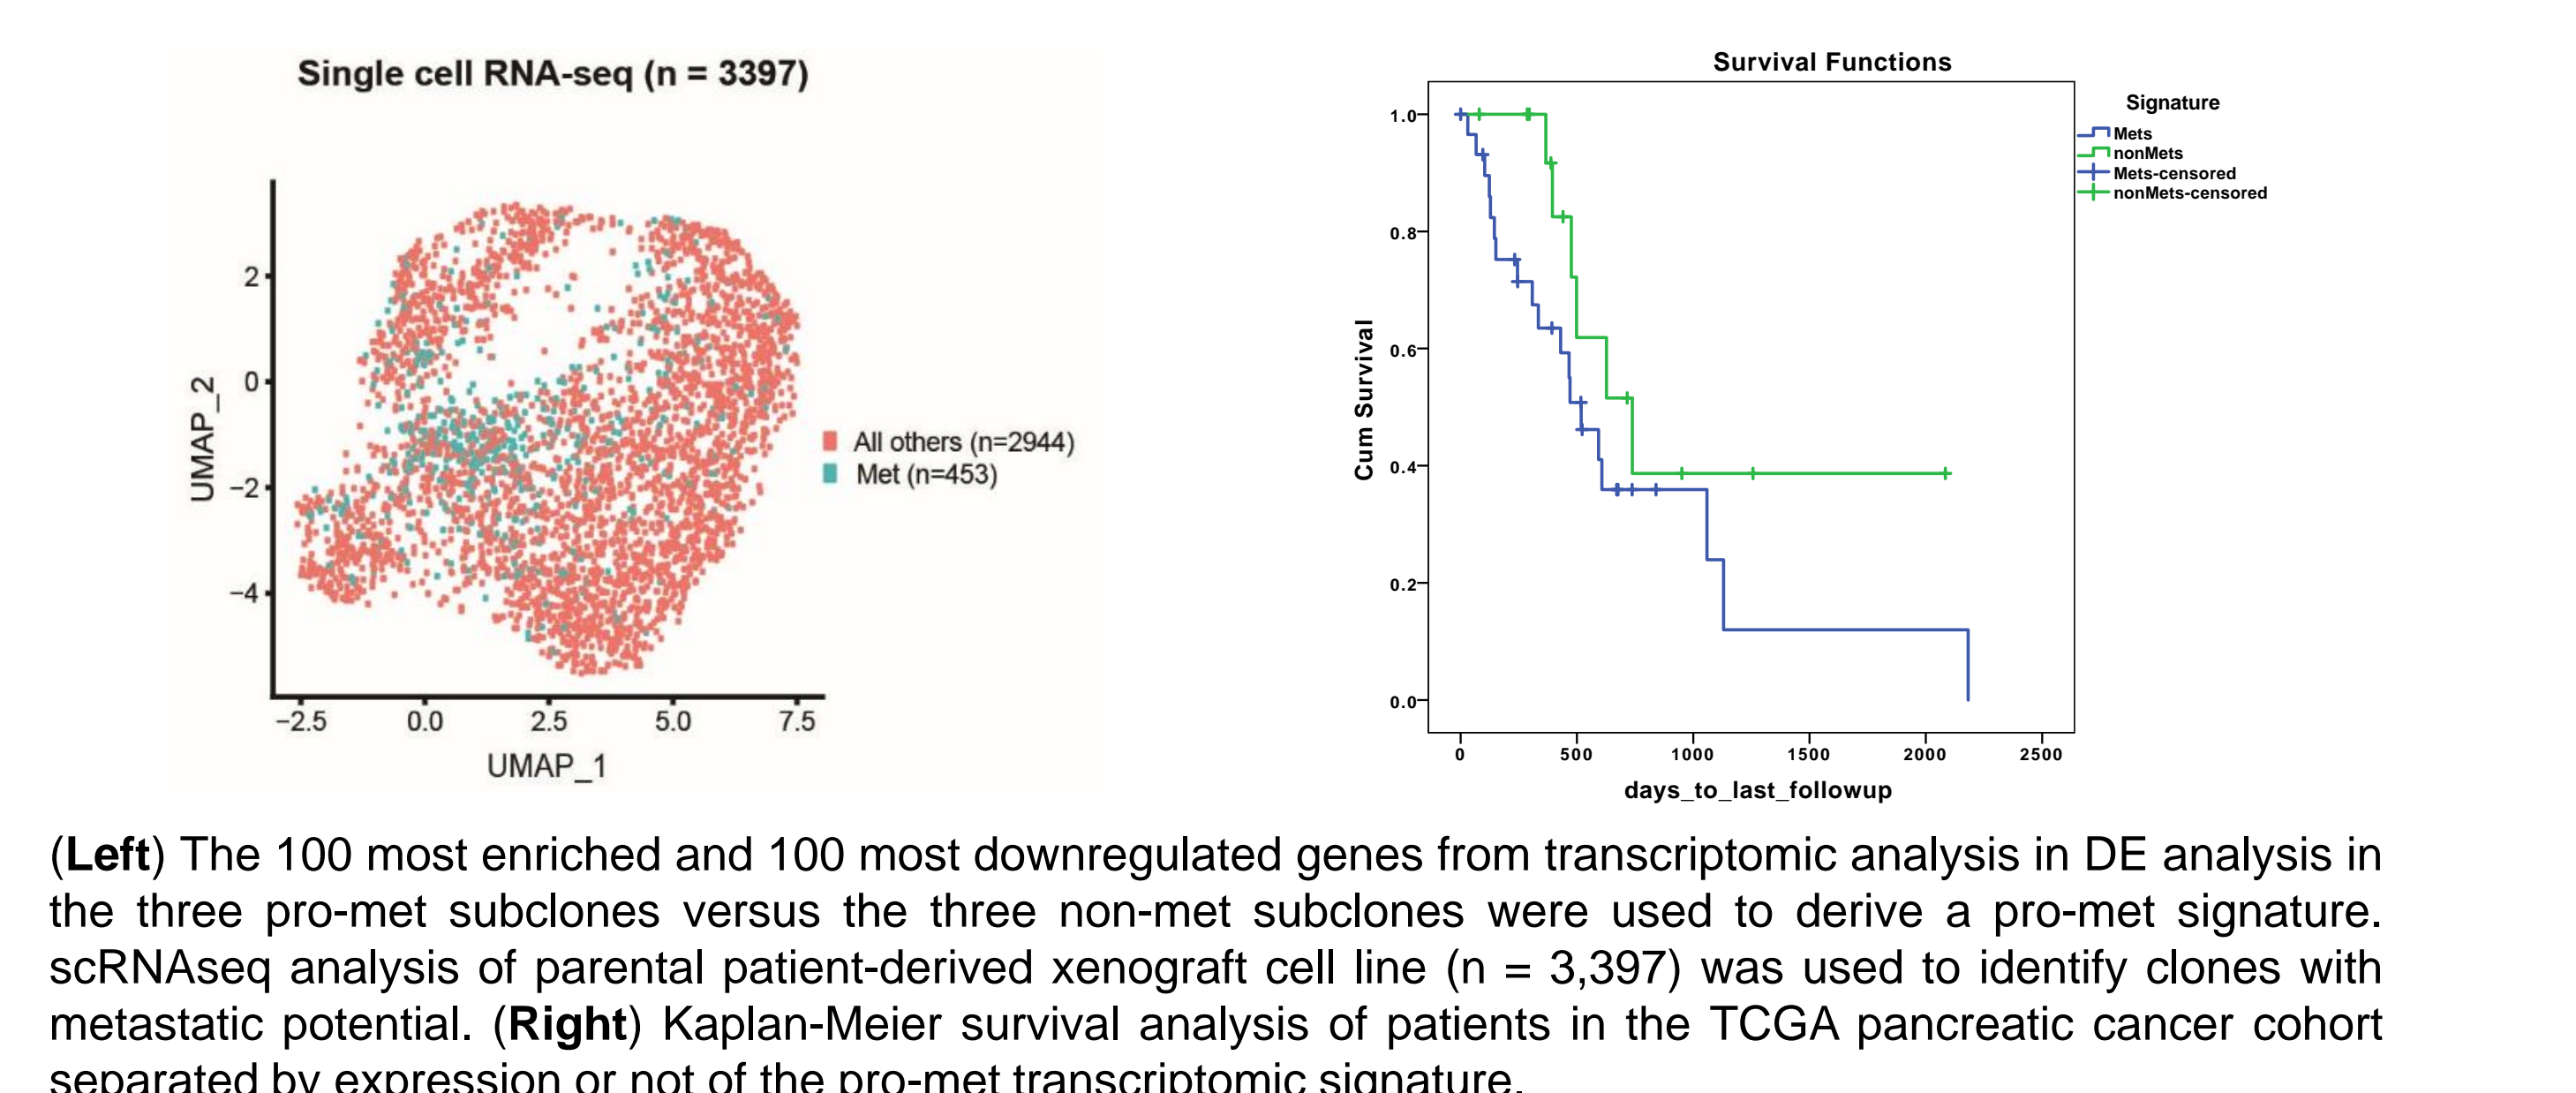 Single cell RNA-seq (n = 3397)
UMAP_2
2
0
−2
−4
−2.5 0.0 2.5 5.0 7.5
UMAP_1
All others (n=2944)
Met (n=453)
Survival Functions
Cum Survival
1.0
0.8
0.6
0.4
0.2
0.0
0 500 1000 1500 2000 2500
days_to_last_followup
Signature
Mets
nonMets
Mets-censored
nonMets-censored
(Left) The 100 most enriched and 100 most downregulated genes from transcriptomic analysis in DE analysis in
the three pro-met subclones versus the three non-met subclones were used to derive a pro-met signature.
scRNAseq analysis of parental patient-derived xenograft cell line (n = 3,397) was used to identify clones with
metastatic potential. (Right) Kaplan-Meier survival analysis of patients in the TCGA pancreatic cancer cohort
separated by expression or not of the pro-met transcriptomic signature.